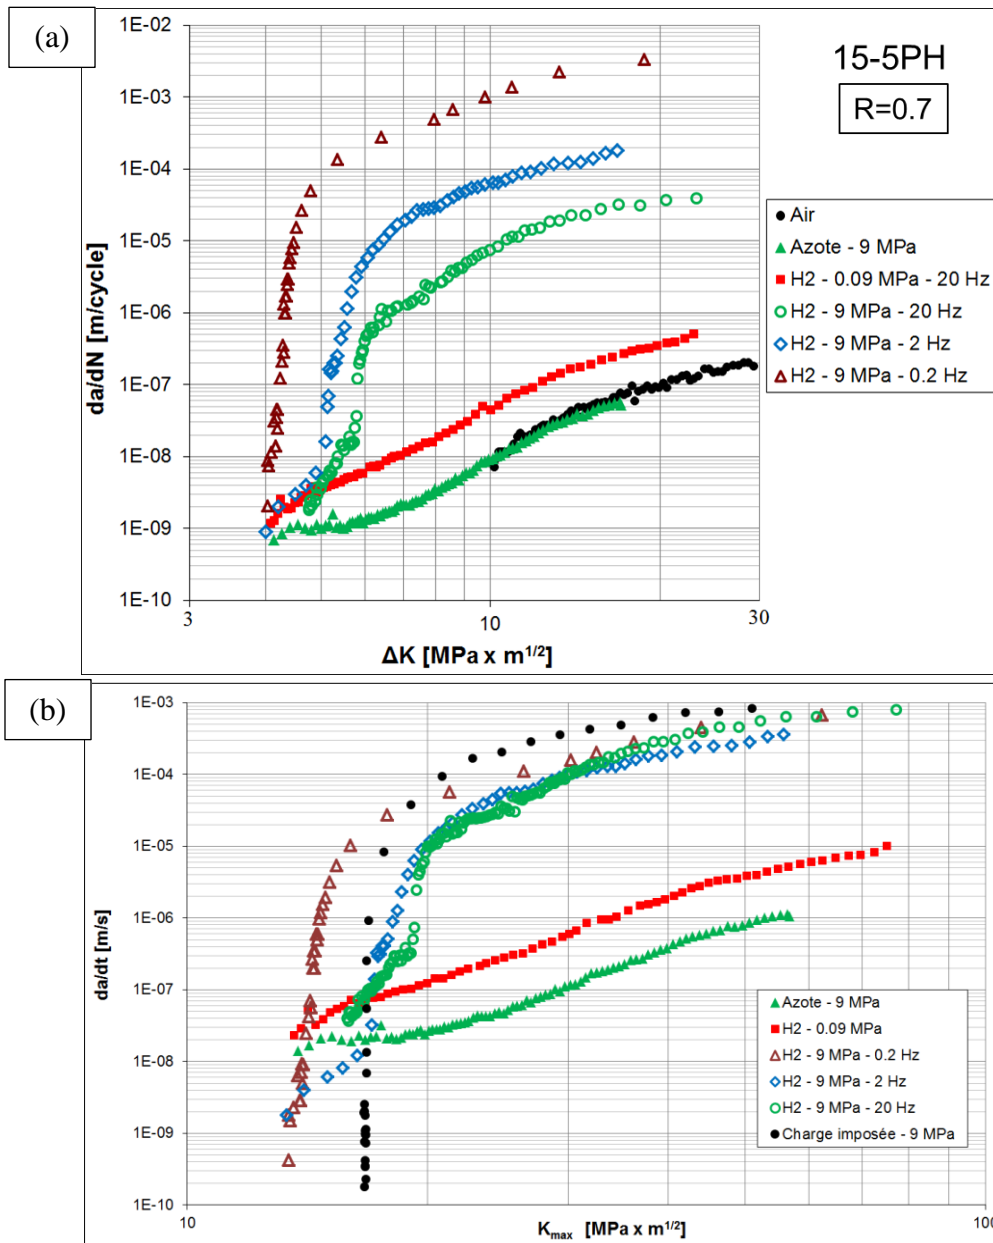 (a)
15-5PH
R=0.7
da/dN [m/cycle]
1E-02
1E-03
1E-04
1E-05
1E-06
1E-07
1E-08
1E-09
1E-10
3
10
30
ΔK [MPa x m^1/2]
Air
Azote - 9 MPa
H2 - 0.09 MPa - 20 Hz
H2 - 9 MPa - 20 Hz
H2 - 9 MPa - 2 Hz
H2 - 9 MPa - 0.2 Hz
(b)
da/dt [m/s]
1E-03
1E-04
1E-05
1E-06
1E-07
1E-08
1E-09
1E-10
10
100
Kmax [MPa x m^1/2]
Azote - 9 MPa
H2 - 0.09 MPa
H2 - 9 MPa - 0.2 Hz
H2 - 9 MPa - 2 Hz
H2 - 9 MPa - 20 Hz
Charge imposée - 9 MPa